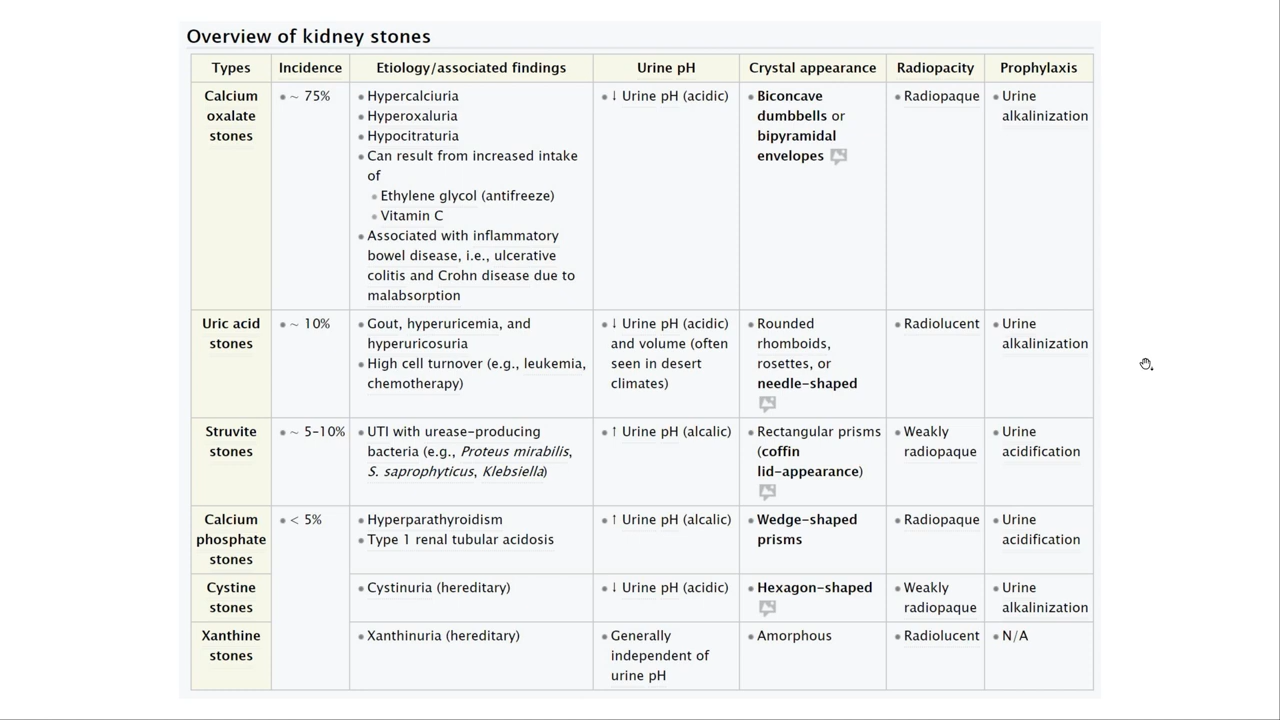 Overview of kidney stones
Types Incidence Etiology/associated findings Urine pH Crystal appearance Radiopacity Prophylaxis
Calcium
oxalate
stones
~ 75%
Hypercalciuria
Hyperoxaluria
Hypocitraturia
Can result from increased intake
of
Ethylene glycol (antifreeze)
Vitamin C
Associated with inflammatory
bowel disease, i.e., ulcerative
colitis and Crohn disease due to
malabsorption
↓ Urine pH (acidic)
Biconcave
dumbbells or
bipyramidal
envelopes
Radiopaque
Urine
alkalinization
Uric acid
stones
~ 10%
Gout, hyperuricemia, and
hyperuricosuria
High cell turnover (e.g., leukemia,
chemotherapy)
↓ Urine pH (acidic)
and volume (often
seen in desert
climates)
Rounded
rhomboids,
rosettes, or
needle-shaped
Radiolucent
Urine
alkalinization
Struvite
stones
~ 5–10%
UTI with urease-producing
bacteria (e.g., Proteus mirabilis,
S. saprophyticus, Klebsiella)
↑ Urine pH (alcalic)
Rectangular prisms
(coffin
lid-appearance)
Weakly
radiopaque
Urine
acidification
Calcium
phosphate
stones
< 5%
Hyperparathyroidism
Type 1 renal tubular acidosis
↑ Urine pH (alcalic)
Wedge-shaped
prisms
Radiopaque
Urine
acidification
Cystine
stones
Cystinuria (hereditary)
↓ Urine pH (acidic)
Hexagon-shaped
Weakly
radiopaque
Urine
alkalinization
Xanthine
stones
Xanthinuria (hereditary)
Generally
independent of
urine pH
Amorphous
Radiolucent
N/A